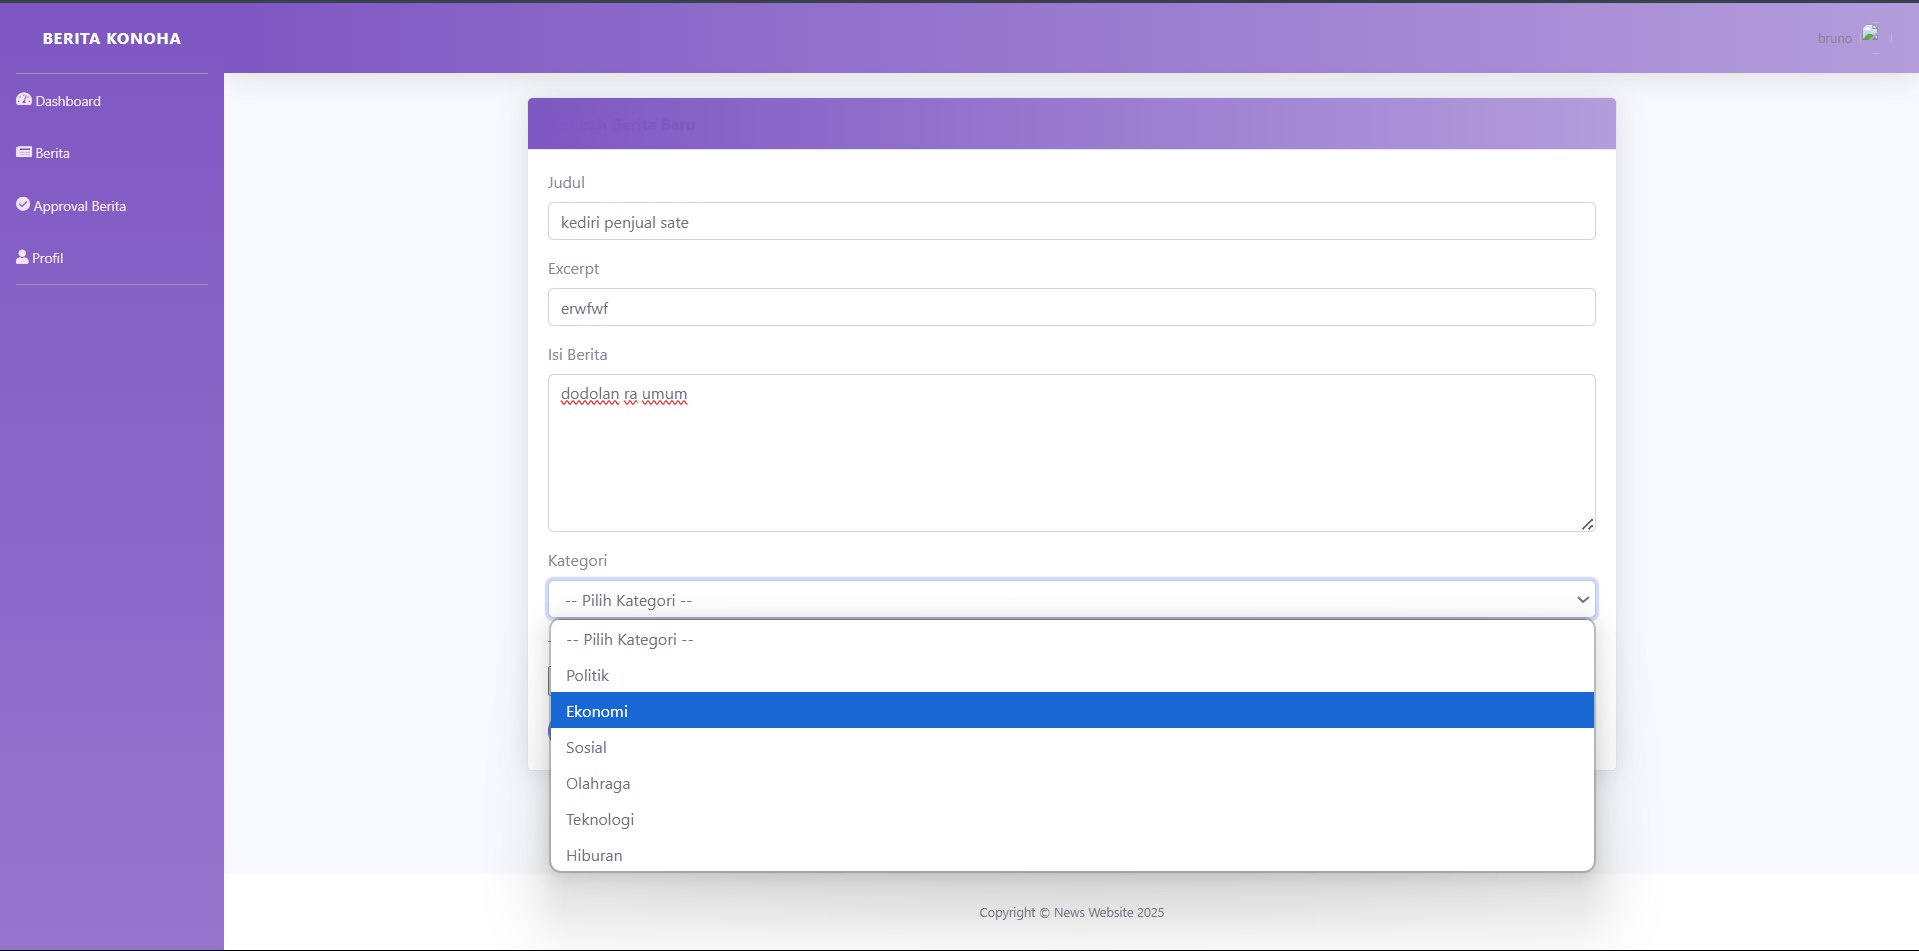 BERITA KONOHA
bruno
Dashboard
Berita
Approval Berita
Profil
Tambah Berita Baru
Judul
kediri penjual sate
Excerpt
erwfwf
Isi Berita
dodolan ra umum
Kategori
-- Pilih Kategori --
-- Pilih Kategori --
Politik
Ekonomi
Sosial
Olahraga
Teknologi
Hiburan
Copyright © News Website 2025